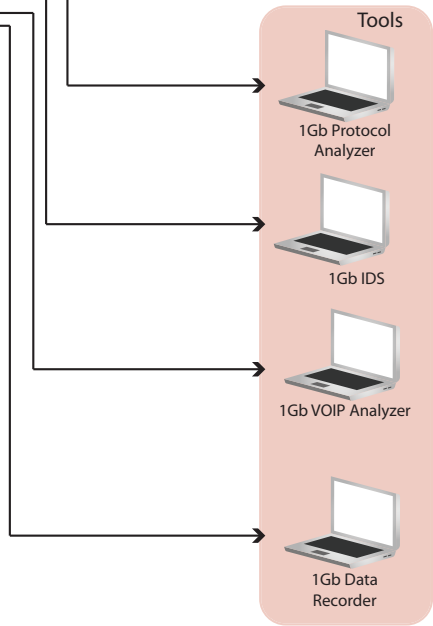 Tools
1Gb Protocol
Analyzer
1Gb IDS
1Gb VOIP Analyzer
1Gb Data
Recorder